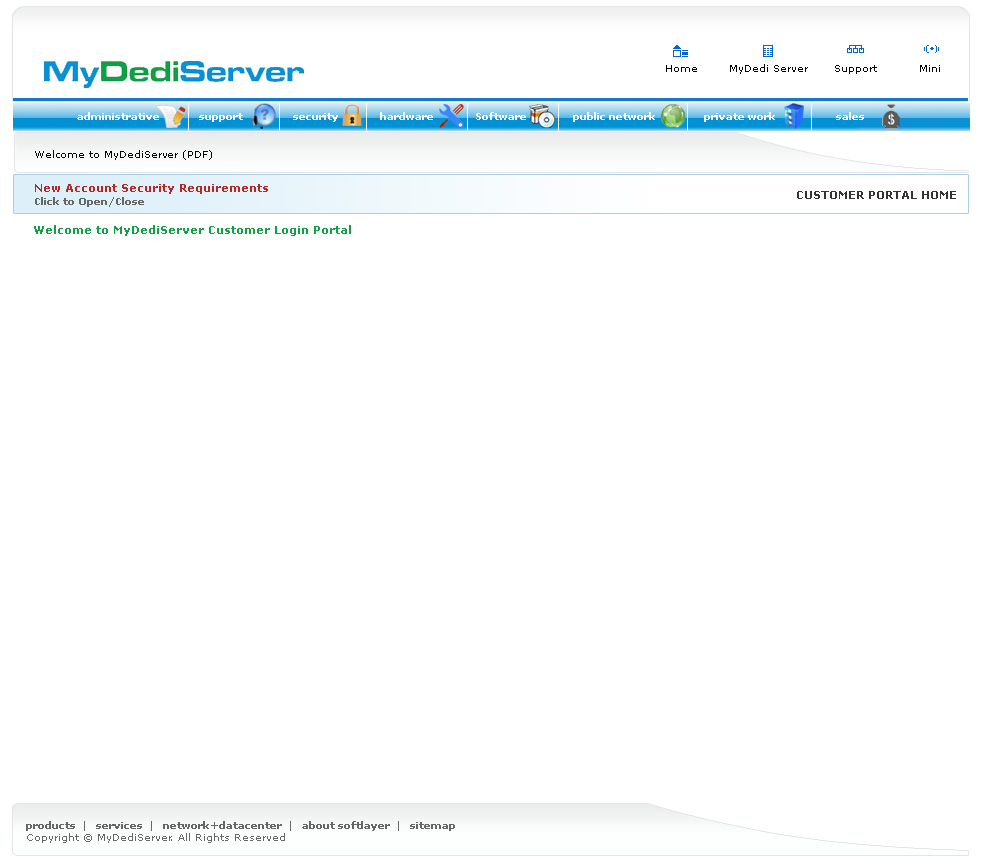 MyDediServer
Home MyDedi Server Support Mini
administrative support security hardware Software public network private work sales
Welcome to MyDediServer (PDF)
New Account Security Requirements
Click to Open/Close
CUSTOMER PORTAL HOME
Welcome to MyDediServer Customer Login Portal
products | services | network+datacenter | about softlayer | sitemap
Copyright © MyDediServer. All Rights Reserved